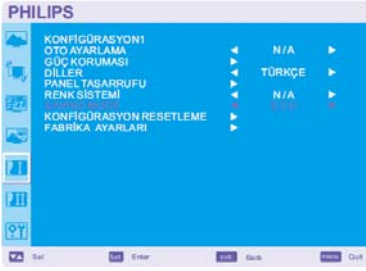 PHILIPS
KONFİGÜRASYON1
OTO AYARLAMA N/A
GÜÇ KORUMASI
DİLLER TÜRKÇE
PANEL TASARRUFU
RENK SİSTEMİ N/A
KONFİGÜRASYON RESETLEME
FABRİKA AYARLARI
Sel Enter Back Quit